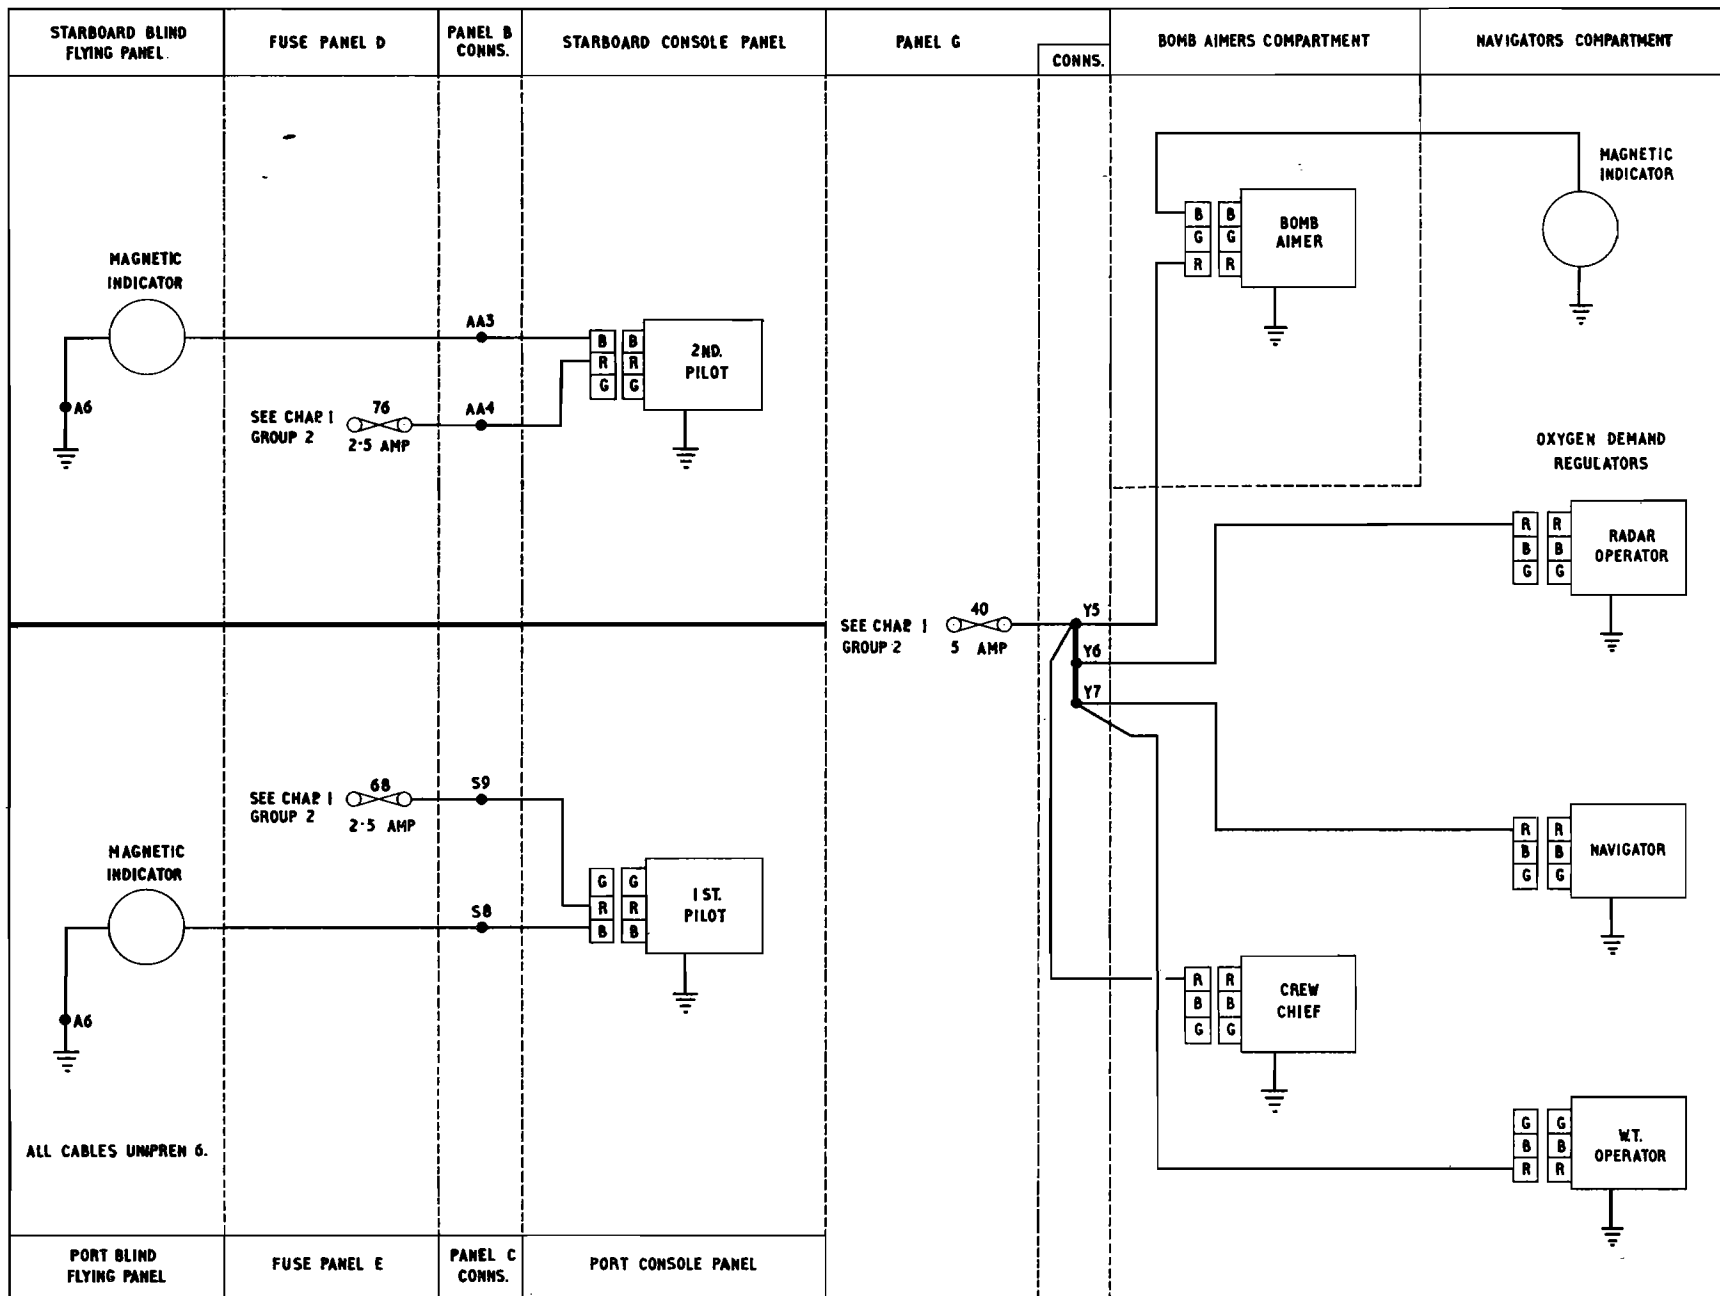 STARBOARD BLIND
FLYING PANEL
FUSE PANEL D
PANEL B
CONNS.
STARBOARD CONSOLE PANEL
PANEL G
CONNS.
BOMB AIMERS COMPARTMENT
NAVIGATORS COMPARTMENT
MAGNETIC
INDICATOR
A6
SEE CHAP. 1
GROUP 2
76
2·5 AMP
AA3
AA4
B
R
G
B
R
G
2ND.
PILOT
B
G
R
B
G
R
BOMB
AIMER
MAGNETIC
INDICATOR
OXYGEN DEMAND
REGULATORS
R
B
G
R
B
G
RADAR
OPERATOR
SEE CHAP. 1
GROUP 2
40
5 AMP
Y5
Y6
Y7
SEE CHAP. 1
GROUP 2
68
2·5 AMP
S9
S8
MAGNETIC
INDICATOR
A6
G
R
B
G
R
B
1ST.
PILOT
R
B
G
R
B
G
NAVIGATOR
R
B
G
R
B
G
CREW
CHIEF
G
B
R
G
B
R
W.T.
OPERATOR
ALL CABLES UNIPREN 6.
PORT BLIND
FLYING PANEL
FUSE PANEL E
PANEL C
CONNS.
PORT CONSOLE PANEL